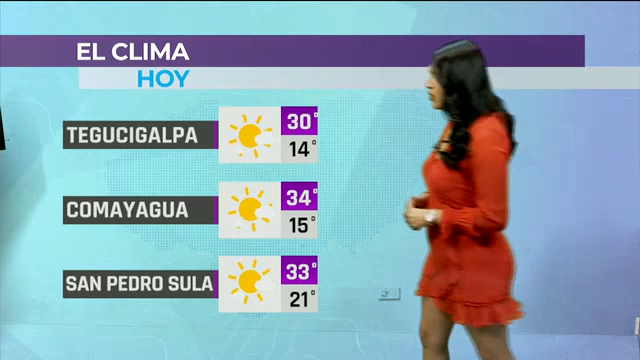 EL CLIMA
HOY
TEGUCIGALPA 30° 14°
COMAYAGUA 34° 15°
SAN PEDRO SULA 33° 21°